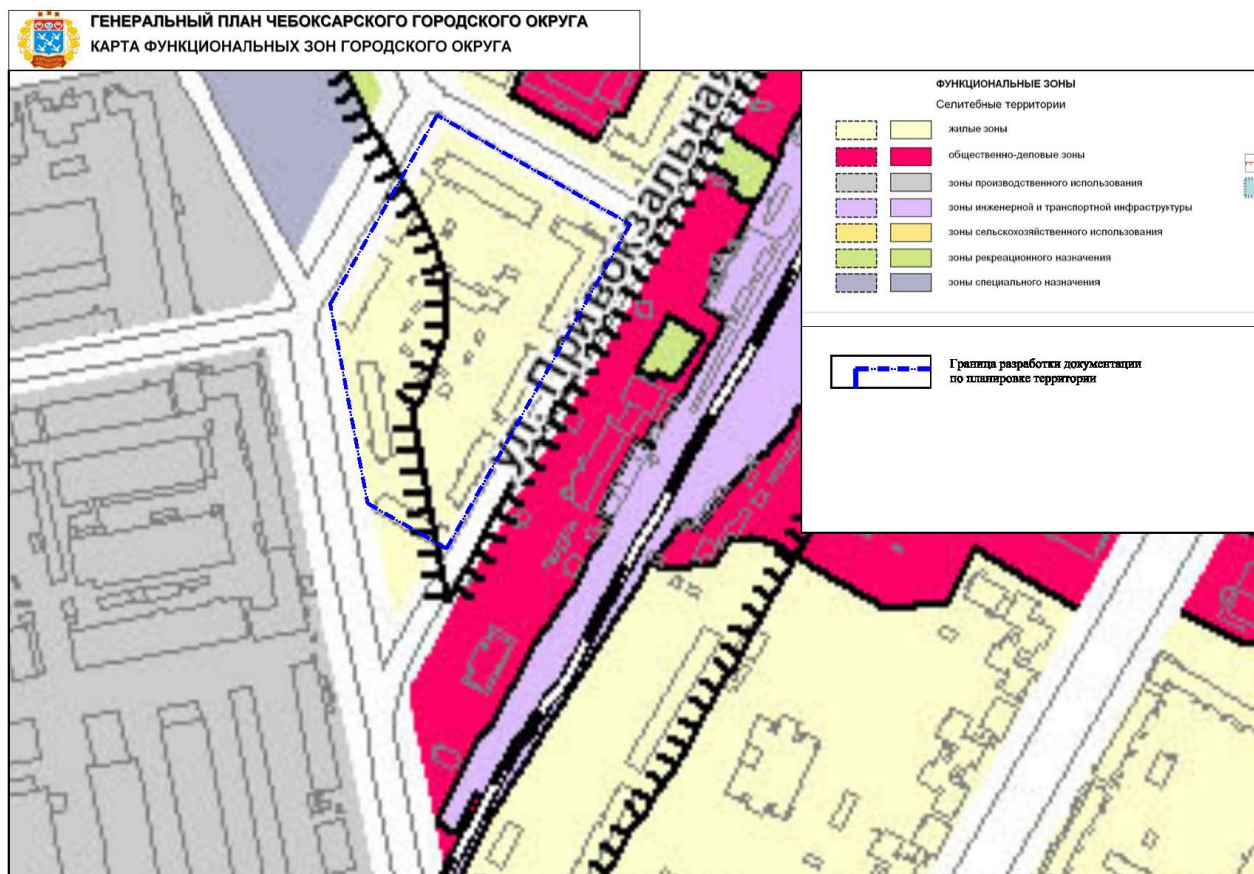 ГЕНЕРАЛЬНЫЙ ПЛАН ЧЕБОКСАРСКОГО ГОРОДСКОГО ОКРУГА
КАРТА ФУНКЦИОНАЛЬНЫХ ЗОН ГОРОДСКОГО ОКРУГА
ФУНКЦИОНАЛЬНЫЕ ЗОНЫ
Селитебные территории
жилые зоны
общественно-деловые зоны
зоны производственного использования
зоны инженерной и транспортной инфраструктуры
зоны сельскохозяйственного использования
зоны рекреационного назначения
зоны специального назначения
Граница разработки документации
по планировке территории
ул. Привокзальная